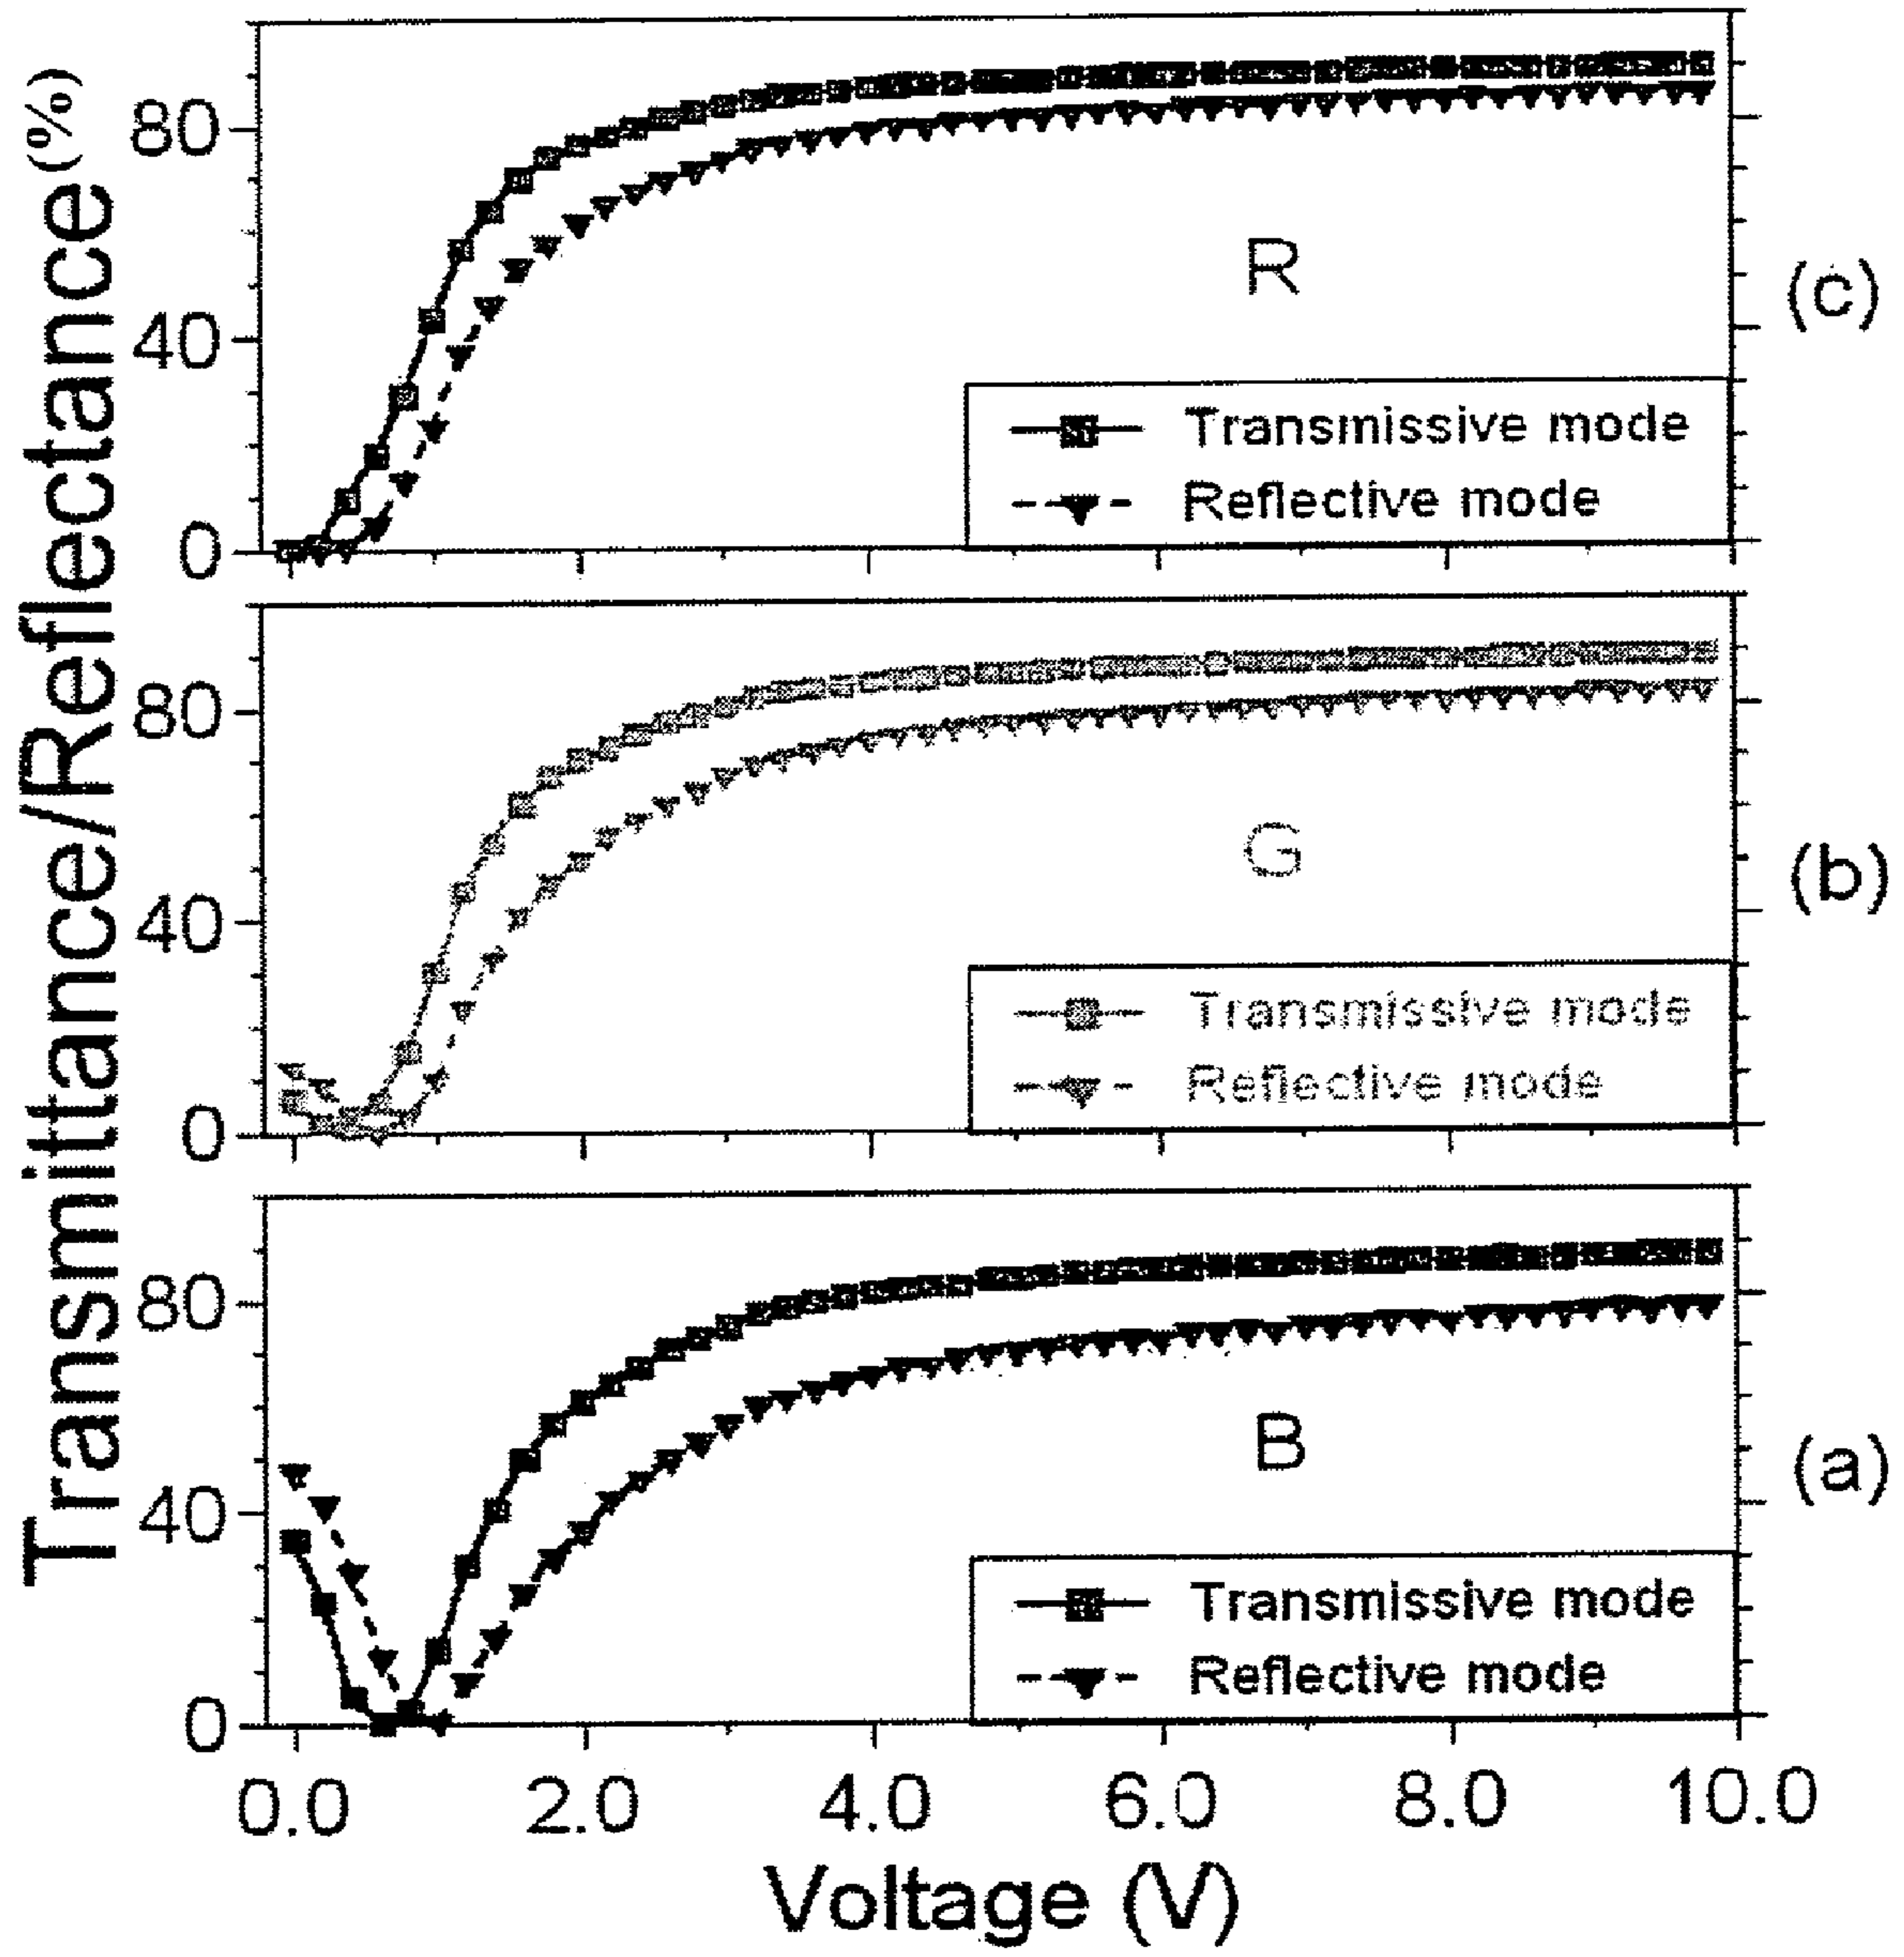 Transmittance/Reflectance(%)
80
40
0
R
Transmissive mode
Reflective mode
(c)
80
40
0
G
Transmissive mode
Reflective mode
(b)
80
40
0
B
Transmissive mode
Reflective mode
(a)
0.0 2.0 4.0 6.0 8.0 10.0
Voltage (V)